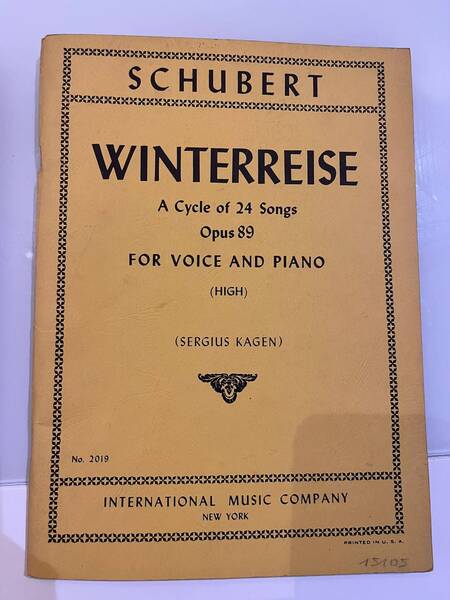 SCHUBERT
WINTERREISE
A Cycle of 24 Songs
Opus 89
FOR VOICE AND PIANO
(HIGH)
(SERGIUS KAGEN)
No. 2019
INTERNATIONAL MUSIC COMPANY
NEW YORK
PRINTED IN U. S. A.
15105